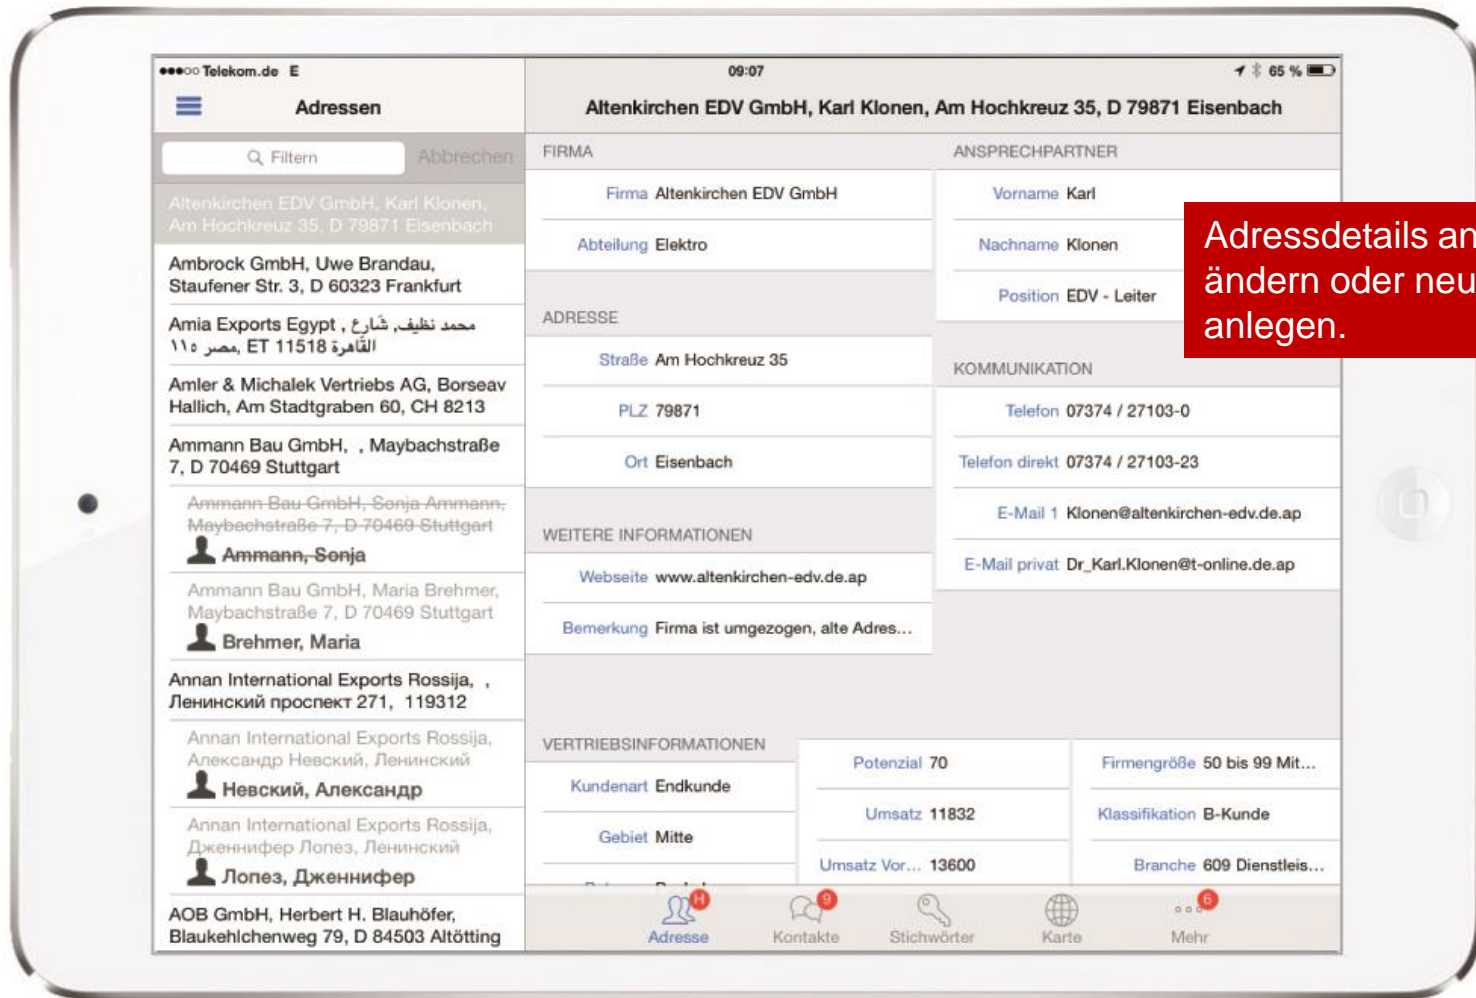 Telekom.de E
09:07
65 %
Adressen
Altenkirchen EDV GmbH, Karl Klonen, Am Hochkreuz 35, D 79871 Eisenbach
Filtern
Abbrechen
Altenkirchen EDV GmbH, Karl Klonen,
Am Hochkreuz 35, D 79871 Eisenbach
Ambrock GmbH, Uwe Brandau,
Staufener Str. 3, D 60323 Frankfurt
Amia Exports Egypt , محمد نظيف, شارع
القاهرة ET 11518 ,مصر ١١٥
Amler & Michalek Vertriebs AG, Borseav
Hallich, Am Stadtgraben 60, CH 8213
Ammann Bau GmbH, , Maybachstraße
7, D 70469 Stuttgart
Ammann Bau GmbH, Sonja Ammann,
Maybachstraße 7, D 70469 Stuttgart
Ammann, Sonja
Ammann Bau GmbH, Maria Brehmer,
Maybachstraße 7, D 70469 Stuttgart
Brehmer, Maria
Annan International Exports Rossija, ,
Ленинский проспект 271, 119312
Annan International Exports Rossija,
Александр Невский, Ленинский
Невский, Александр
Annan International Exports Rossija,
Дженнифер Лопез, Ленинский
Лопез, Дженнифер
AOB GmbH, Herbert H. Blauhöfer,
Blaukehlchenweg 79, D 84503 Altötting
FIRMA
Firma Altenkirchen EDV GmbH
Abteilung Elektro
ADRESSE
Straße Am Hochkreuz 35
PLZ 79871
Ort Eisenbach
WEITERE INFORMATIONEN
Webseite www.altenkirchen-edv.de.ap
Bemerkung Firma ist umgezogen, alte Adres...
ANSPRECHPARTNER
Vorname Karl
Nachname Klonen
Position EDV - Leiter
Adressdetails an
ändern oder neu
anlegen.
KOMMUNIKATION
Telefon 07374 / 27103-0
Telefon direkt 07374 / 27103-23
E-Mail 1 Klonen@altenkirchen-edv.de.ap
E-Mail privat Dr_Karl.Klonen@t-online.de.ap
VERTRIEBSINFORMATIONEN
Kundenart Endkunde
Gebiet Mitte
Potenzial 70
Umsatz 11832
Umsatz Vor... 13600
Firmengröße 50 bis 99 Mit...
Klassifikation B-Kunde
Branche 609 Dienstleis...
H
9
6
Adresse
Kontakte
Stichwörter
Karte
Mehr